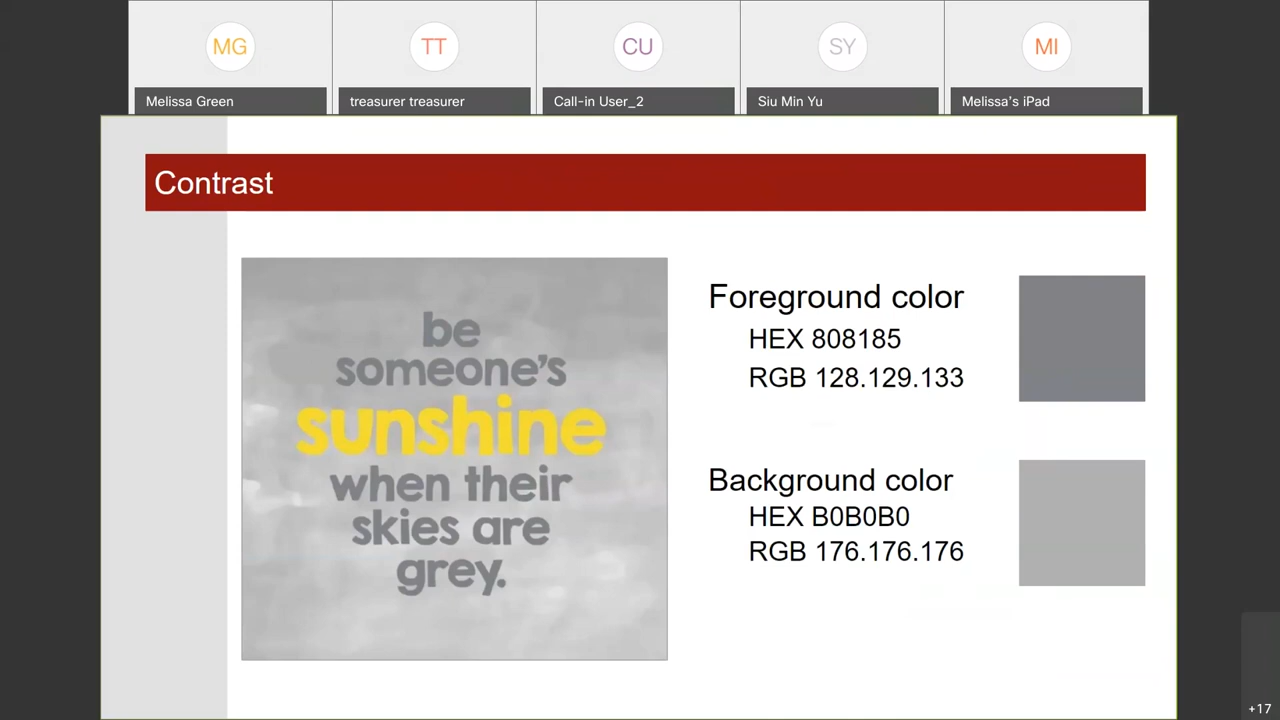 MG
TT
CU
SY
MI
Melissa Green
treasurer treasurer
Call-in User_2
Siu Min Yu
Melissa's iPad
Contrast
be
someone's
sunshine
when their
skies are
grey.
Foreground color
HEX 808185
RGB 128.129.133
Background color
HEX B0B0B0
RGB 176.176.176
+17